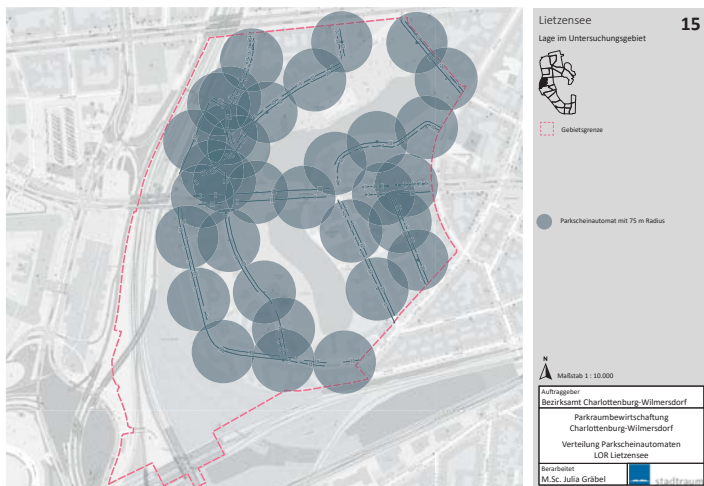 Lietzensee
15
Lage im Untersuchungsgebiet
Gebietsgrenze
Parkscheinautomat mit 75 m Radius
N
Maßstab 1 : 10.000
Auftraggeber
Bezirksamt Charlottenburg-Wilmersdorf
Parkraumbewirtschaftung
Charlottenburg-Wilmersdorf
Verteilung Parkscheinautomaten
LOR Lietzensee
Bearbeitet
M.Sc. Julia Gräbel
stadtraum